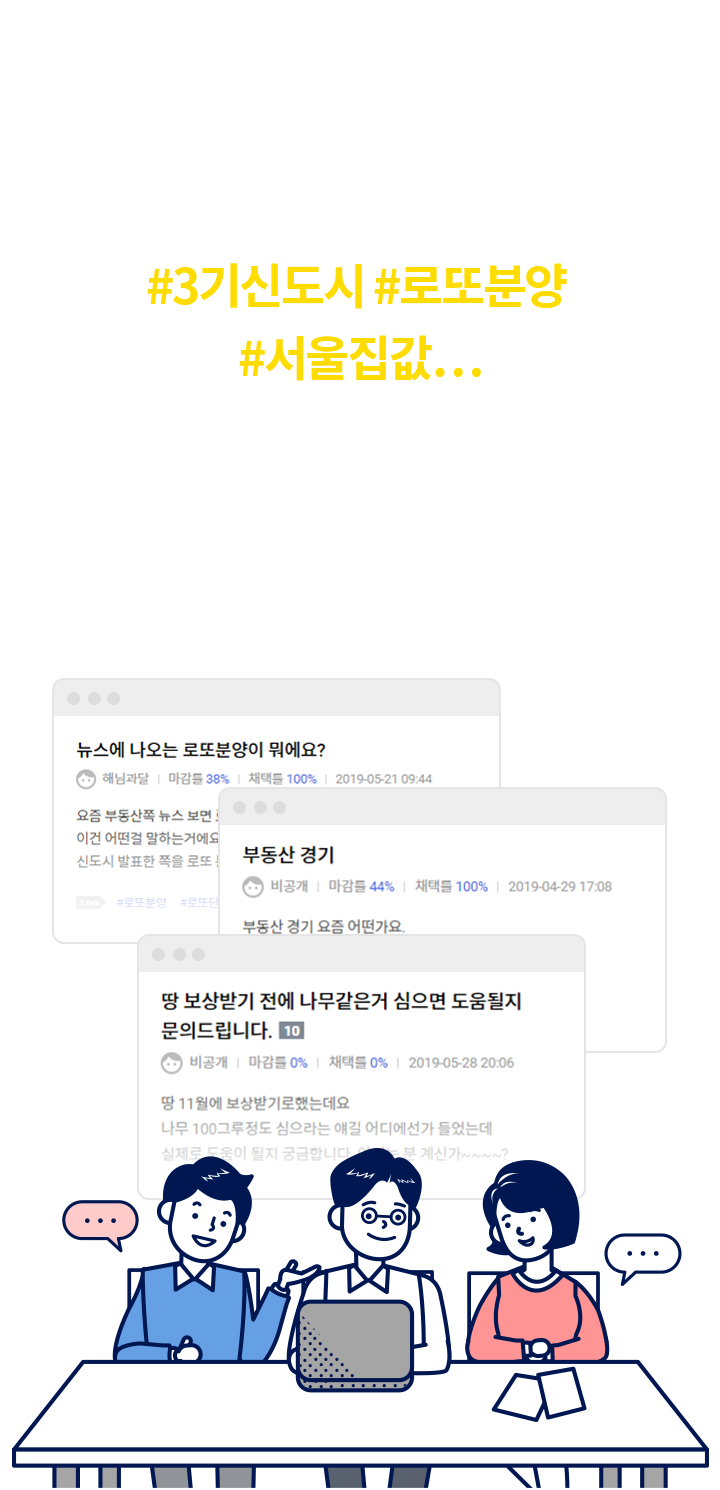 #3기신도시 #로또분양
#서울집값...
뉴스에 나오는 로또분양이 뭐에요?
해님과달 | 마감률 38% | 채택률 100% | 2019-05-21 09:44
요즘 부동산쪽 뉴스 보면
이건 어떤걸 말하는거에요
신도시 발표한 쪽을 로또
TAG #로또분양
부동산 경기
비공개 | 마감률 44% | 채택률 100% | 2019-04-29 17:08
부동산 경기 요즘 어떤가요.
땅 보상받기 전에 나무같은거 심으면 도움될지
문의드립니다. 10
비공개 | 마감률 0% | 채택률 0% | 2019-05-28 20:06
땅 11월에 보상받기로했는데요
나무 100그루정도 심으라는 얘길 어디에선가 들었는데
실제로 도움이 될지 궁금합니다. 분 계신가~~~~?